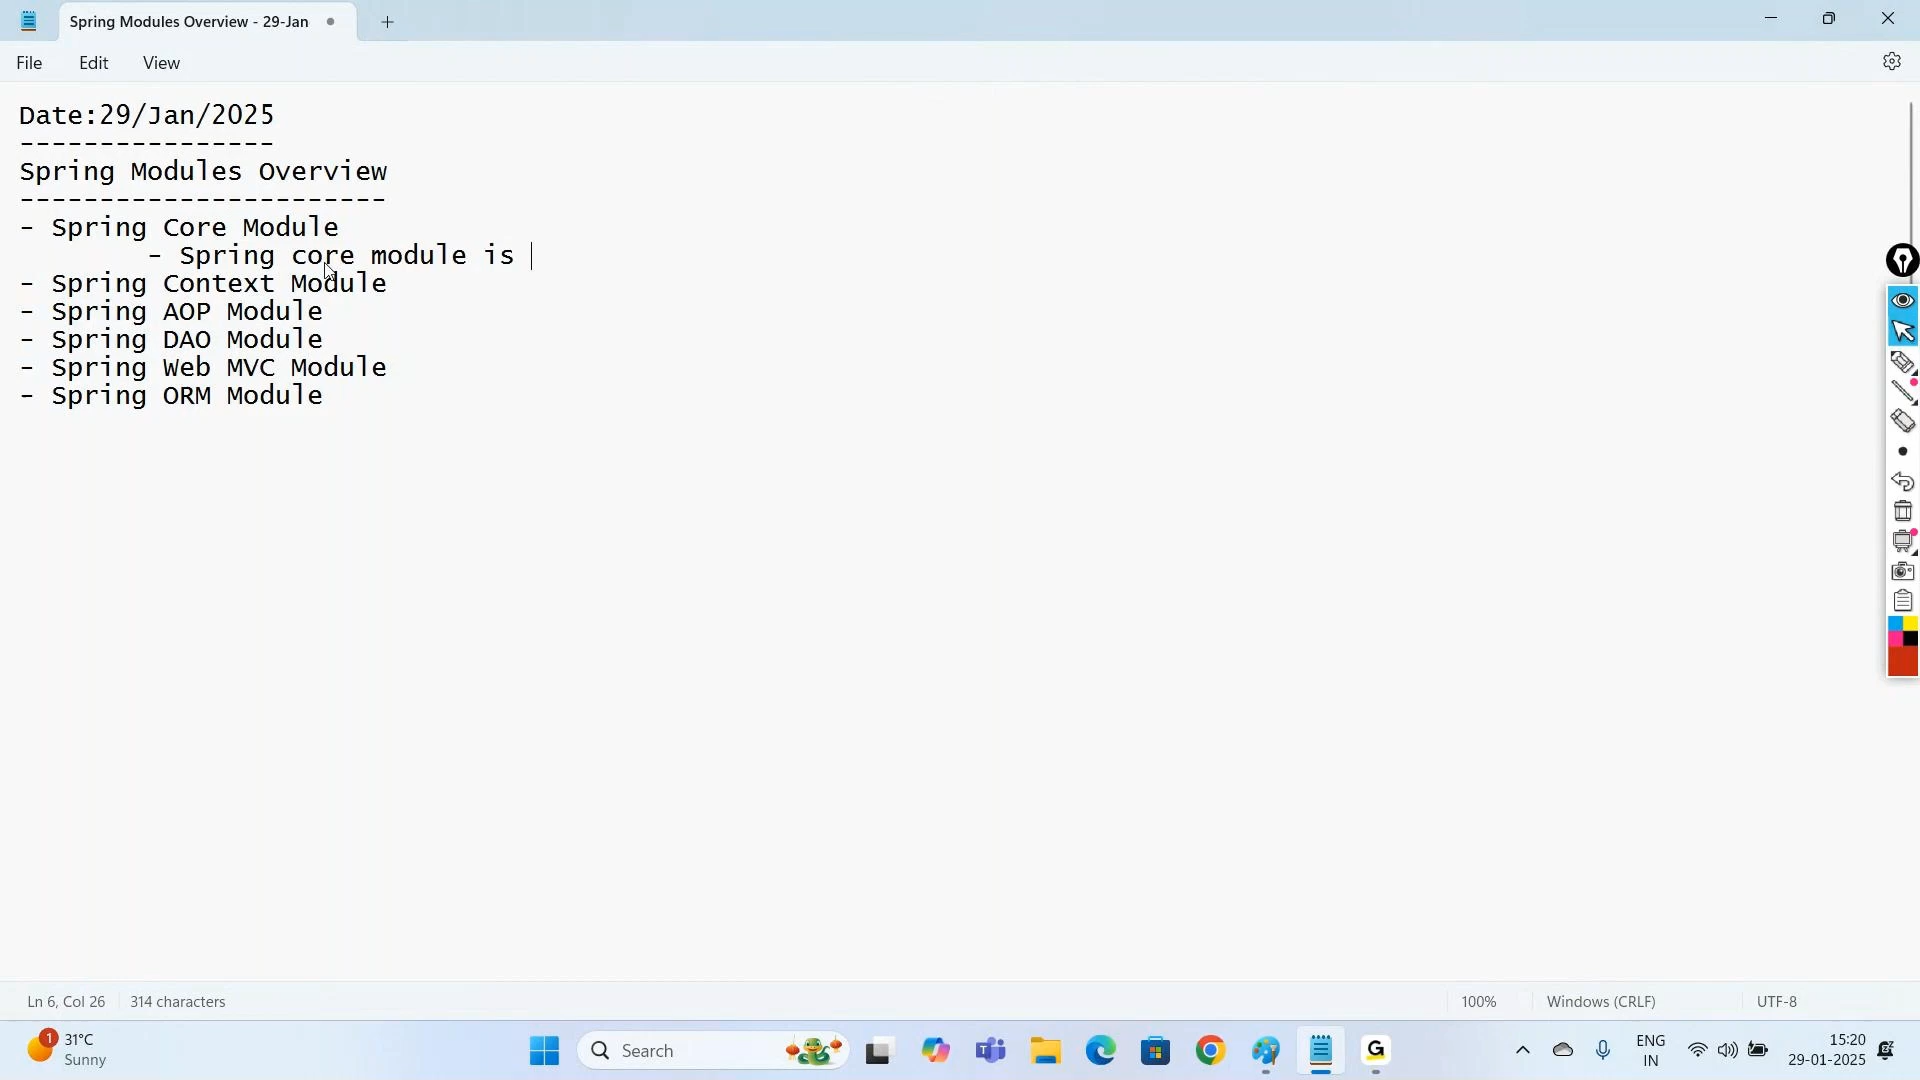 Spring Modules Overview - 29-Jan
File Edit View
Date:29/Jan/2025
----------------
Spring Modules Overview
-----------------------
- Spring Core Module
- Spring core module is
- Spring Context Module
- Spring AOP Module
- Spring DAO Module
- Spring Web MVC Module
- Spring ORM Module
Ln 6, Col 26 314 characters 100% Windows (CRLF) UTF-8
1 31°C Search ENG 15:20
Sunny IN 29-01-2025